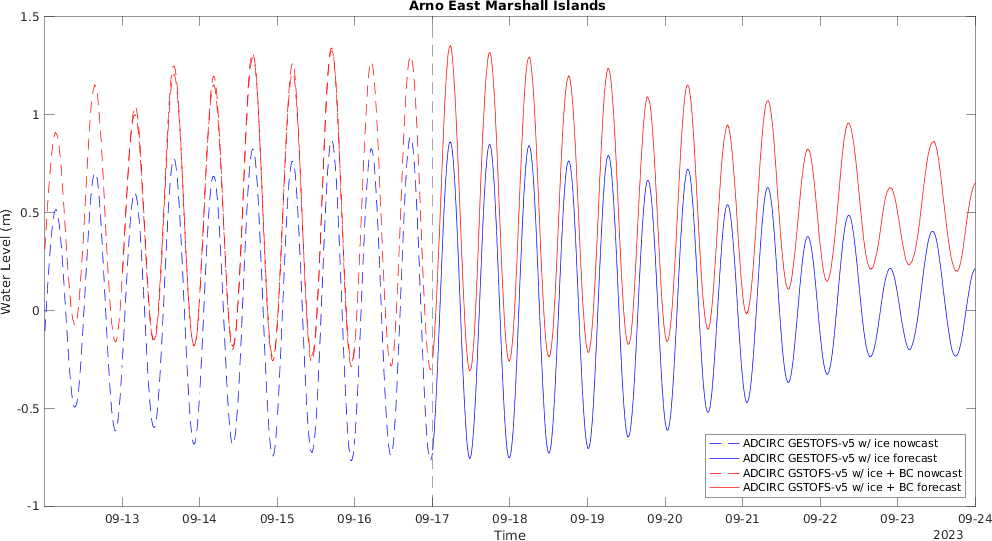 Arno East Marshall Islands
1.5
1
0.5
0
-0.5
-1
Water Level (m)
09-13 09-14 09-15 09-16 09-17 09-18 09-19 09-20 09-21 09-22 09-23 09-24
Time
2023
ADCIRC GESTOFS-v5 w/ ice nowcast
ADCIRC GESTOFS-v5 w/ ice forecast
ADCIRC GSTOFS-v5 w/ ice + BC nowcast
ADCIRC GSTOFS-v5 w/ ice + BC forecast